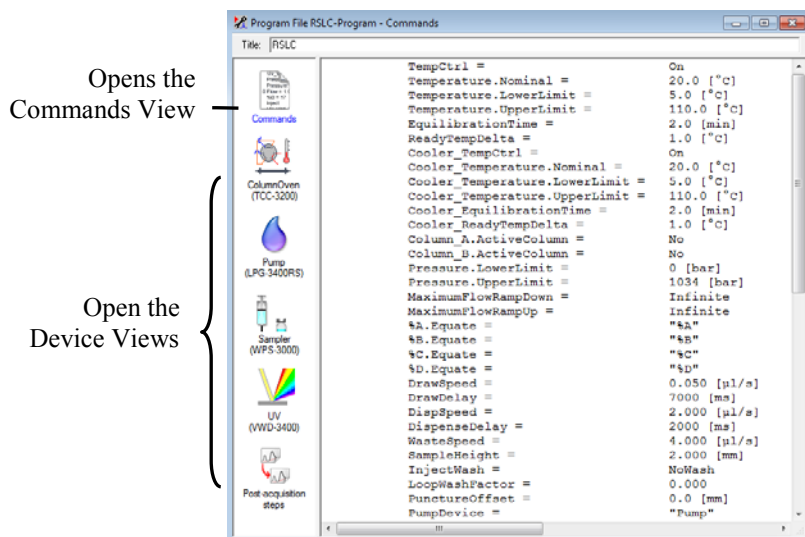 Program File RSLC-Program - Commands
Title: RSLC
Opens the
Commands View
Commands
ColumnOven
(TCC-3200)
Pump
(LPG-3400RS)
Open the
Device Views
Sampler
(WPS-3000)
UV
(VWD-3400)
Post-acquisition
steps
TempCtrl = On
Temperature.Nominal = 20.0 [°C]
Temperature.LowerLimit = 5.0 [°C]
Temperature.UpperLimit = 110.0 [°C]
EquilibrationTime = 2.0 [min]
ReadyTempDelta = 1.0 [°C]
Cooler_TempCtrl = On
Cooler_Temperature.Nominal = 20.0 [°C]
Cooler_Temperature.LowerLimit = 5.0 [°C]
Cooler_Temperature.UpperLimit = 110.0 [°C]
Cooler_EquilibrationTime = 2.0 [min]
Cooler_ReadyTempDelta = 1.0 [°C]
Column_A.ActiveColumn = No
Column_B.ActiveColumn = No
Pressure.LowerLimit = 0 [bar]
Pressure.UpperLimit = 1034 [bar]
MaximumFlowRampDown = Infinite
MaximumFlowRampUp = Infinite
%A.Equate = "%A"
%B.Equate = "%B"
%C.Equate = "%C"
%D.Equate = "%D"
DrawSpeed = 0.050 [µl/s]
DrawDelay = 7000 [ms]
DispSpeed = 2.000 [µl/s]
DispenseDelay = 2000 [ms]
WasteSpeed = 4.000 [µl/s]
SampleHeight = 2.000 [mm]
InjectWash = NoWash
LoopWashFactor = 0.000
PunctureOffset = 0.0 [mm]
PumpDevice = "Pump"